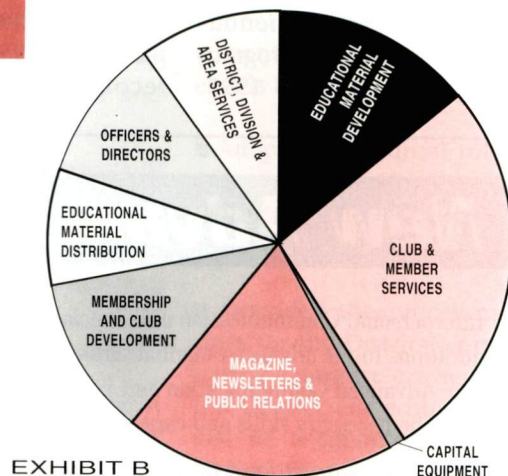 EDUCATIONAL
MATERIAL
DEVELOPMENT
CLUB &
MEMBER
SERVICES
CAPITAL
EQUIPMENT
MAGAZINE,
NEWSLETTERS &
PUBLIC RELATIONS
MEMBERSHIP
AND CLUB
DEVELOPMENT
EDUCATIONAL
MATERIAL
DISTRIBUTION
OFFICERS &
DIRECTORS
DISTRICT, DIVISION &
AREA SERVICES
EXHIBIT B